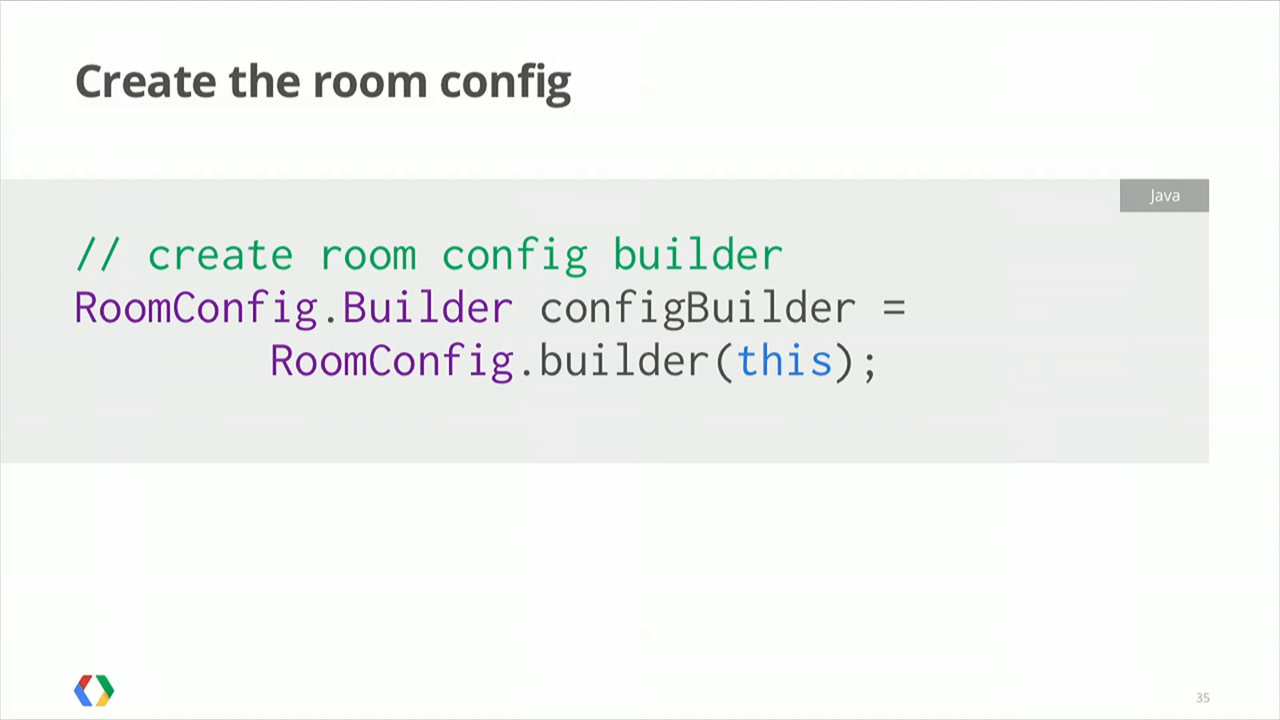 Create the room config
Java
// create room config builder
RoomConfig.Builder configBuilder =
RoomConfig.builder(this);
35